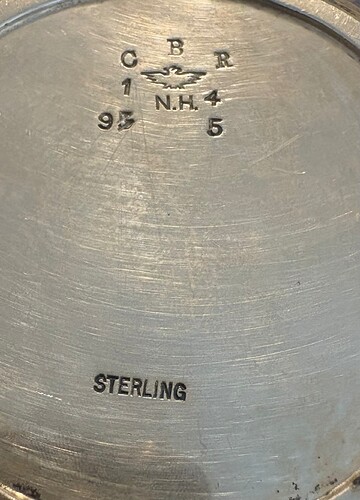 C B R
1 4
N.H.
95 5
STERLING